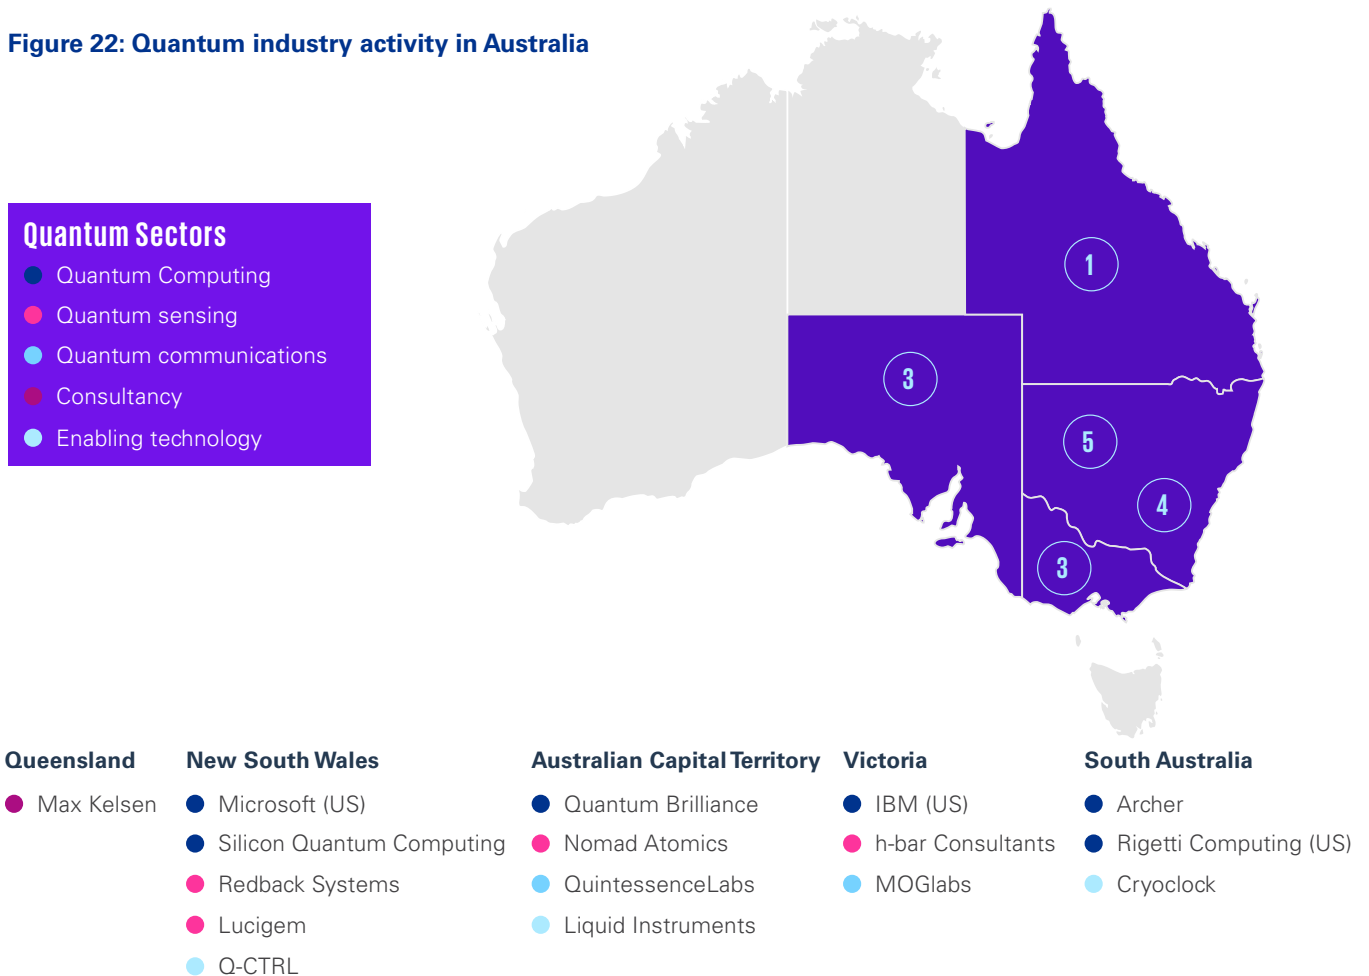 Figure 22: Quantum industry activity in Australia
Quantum Sectors
Quantum Computing
Quantum sensing
Quantum communications
Consultancy
Enabling technology
1
3
5
4
3
Queensland
Max Kelsen
New South Wales
Microsoft (US)
Silicon Quantum Computing
Redback Systems
Lucigem
Q-CTRL
Australian Capital Territory
Quantum Brilliance
Nomad Atomics
QuintessenceLabs
Liquid Instruments
Victoria
IBM (US)
h-bar Consultants
MOGlabs
South Australia
Archer
Rigetti Computing (US)
Cryoclock